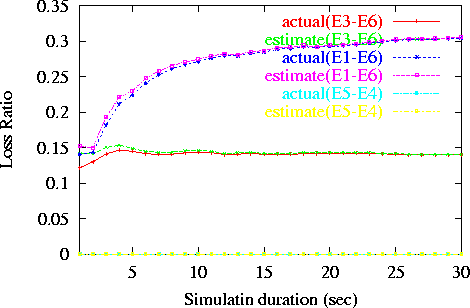 0.35
actual(E3-E6)
estimate(E3-E6)
0.3
actual(E1-E6)
estimate(E1-E6)
0.25
actual(E5-E4)
estimate(E5-E4)
0.2
Loss Ratio
0.15
0.1
0.05
0
5 10 15 20 25 30
Simulatin duration (sec)